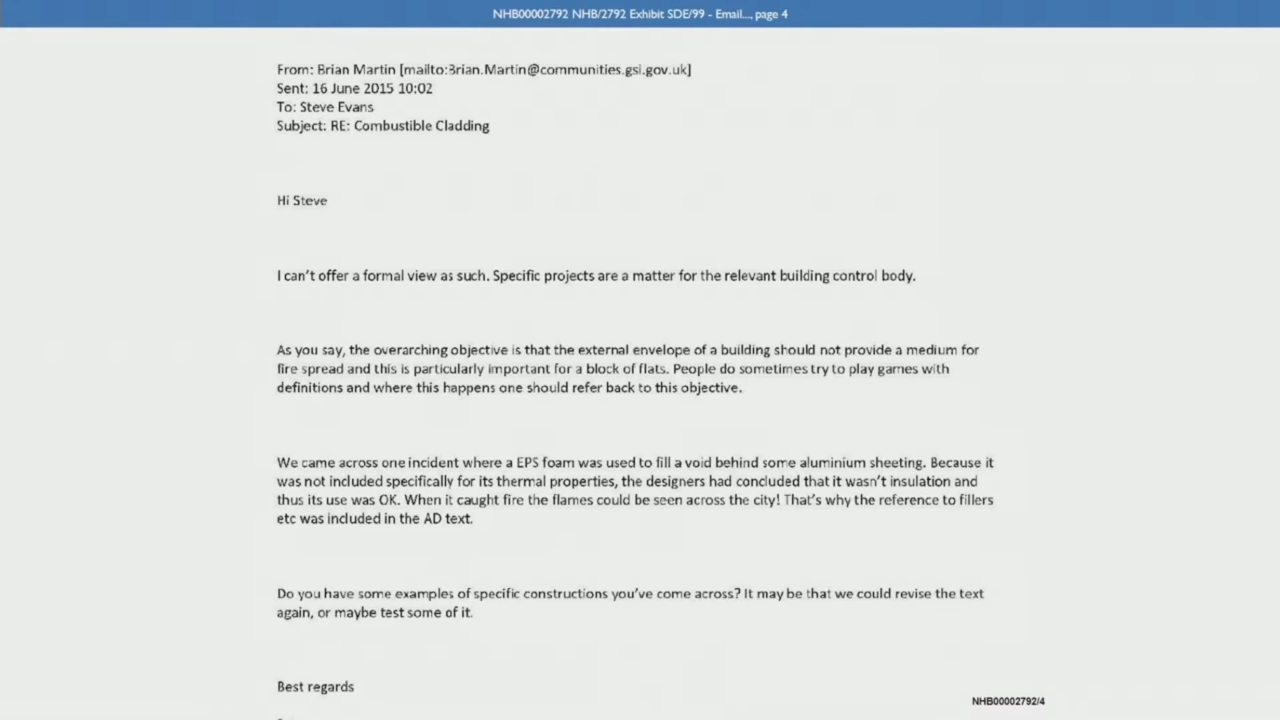 NHB00002792 NHB/2792 Exhibit SDE/99 - Email..., page 4
From: Brian Martin [mailto:Brian.Martin@communities.gsi.gov.uk]
Sent: 16 June 2015 10:02
To: Steve Evans
Subject: RE: Combustible Cladding
Hi Steve
I can't offer a formal view as such. Specific projects are a matter for the relevant building control body.
As you say, the overarching objective is that the external envelope of a building should not provide a medium for
fire spread and this is particularly important for a block of flats. People do sometimes try to play games with
definitions and where this happens one should refer back to this objective.
We came across one incident where a EPS foam was used to fill a void behind some aluminium sheeting. Because it
was not included specifically for its thermal properties, the designers had concluded that it wasn't insulation and
thus its use was OK. When it caught fire the flames could be seen across the city! That's why the reference to fillers
etc was included in the AD text.
Do you have some examples of specific constructions you've come across? It may be that we could revise the text
again, or maybe test some of it.
Best regards
NHB00002792/4